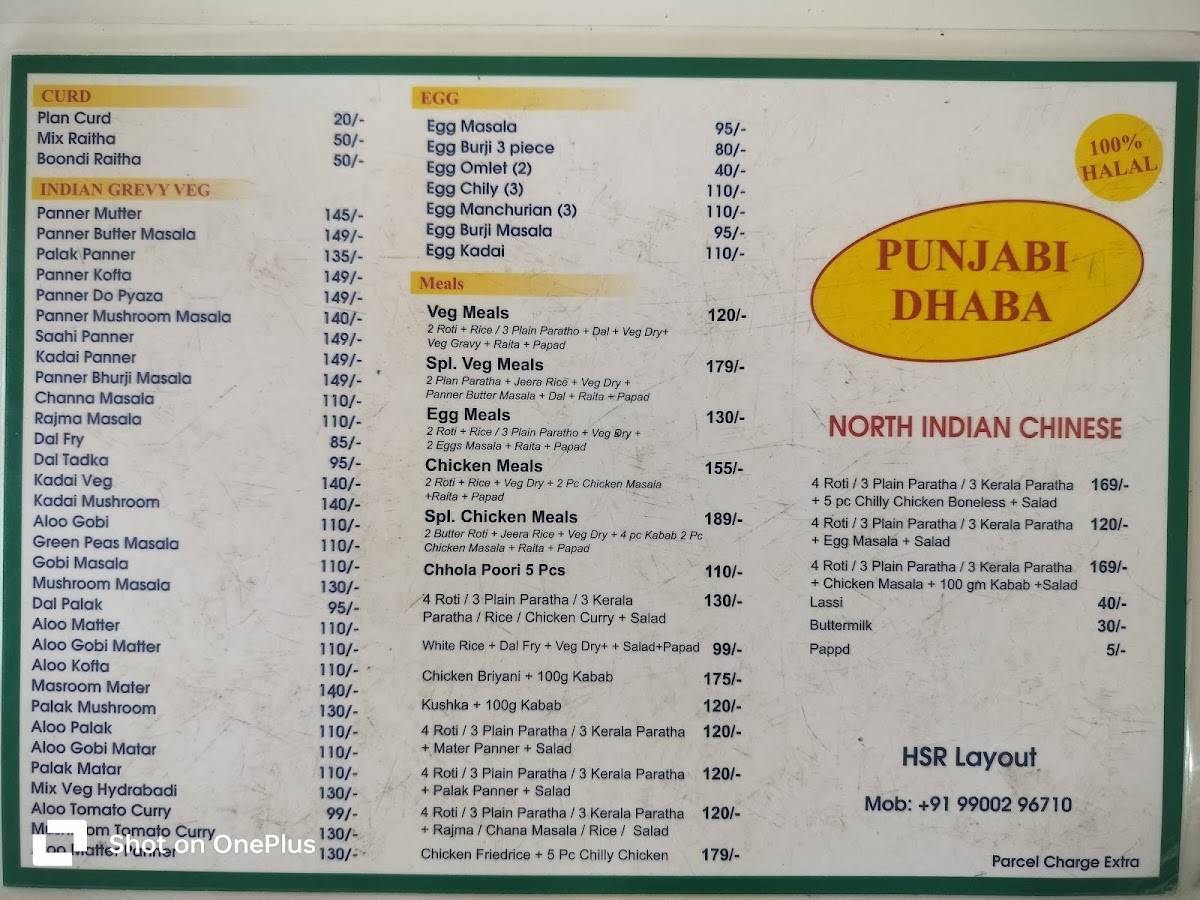 CURD
Plan Curd 20/-
Mix Raitha 50/-
Boondi Raitha 50/-
INDIAN GREVY VEG
Panner Mutter 145/-
Panner Butter Masala 149/-
Palak Panner 135/-
Panner Kofta 149/-
Panner Do Pyaza 149/-
Panner Mushroom Masala 140/-
Saahi Panner 149/-
Kadai Panner 149/-
Panner Bhurji Masala 149/-
Channa Masala 110/-
Rajma Masala 110/-
Dal Fry 85/-
Dal Tadka 95/-
Kadai Veg 140/-
Kadai Mushroom 140/-
Aloo Gobi 110/-
Green Peas Masala 110/-
Gobi Masala 110/-
Mushroom Masala 130/-
Dal Palak 95/-
Aloo Matter 110/-
Aloo Gobi Matter 110/-
Aloo Kofta 110/-
Masroom Mater 140/-
Palak Mushroom 130/-
Aloo Palak 110/-
Aloo Gobi Matar 110/-
Palak Matar 110/-
Mix Veg Hydrabadi 130/-
Aloo Tomato Curry 99/-
Mushroom Tomato Curry 130/-
Aloo Matter Panner 130/-
Shot on OnePlus
EGG
Egg Masala 95/-
Egg Burji 3 piece 80/-
Egg Omlet (2) 40/-
Egg Chily (3) 110/-
Egg Manchurian (3) 110/-
Egg Burji Masala 95/-
Egg Kadai 110/-
Meals
Veg Meals 120/-
2 Roti + Rice / 3 Plain Paratho + Dal + Veg Dry+
Veg Gravy + Raita + Papad
Spl. Veg Meals 179/-
2 Plan Paratha + Jeera Rice + Veg Dry +
Panner Butter Masala + Dal + Raita + Papad
Egg Meals 130/-
2 Roti + Rice / 3 Plain Paratho + Veg Dry +
2 Eggs Masala + Raita + Papad
Chicken Meals 155/-
2 Roti + Rice + Veg Dry + 2 Pc Chicken Masala
+Raita + Papad
Spl. Chicken Meals 189/-
2 Butter Roti + Jeera Rice + Veg Dry + 4 pc Kabab 2 Pc
Chicken Masala + Raita + Papad
Chhola Poori 5 Pcs 110/-
4 Roti / 3 Plain Paratha / 3 Kerala 130/-
Paratha / Rice / Chicken Curry + Salad
White Rice + Dal Fry + Veg Dry+ + Salad+Papad 99/-
Chicken Briyani + 100g Kabab 175/-
Kushka + 100g Kabab 120/-
4 Roti / 3 Plain Paratha / 3 Kerala Paratha 120/-
+ Mater Panner + Salad
4 Roti / 3 Plain Paratha / 3 Kerala Paratha 120/-
+ Palak Panner + Salad
4 Roti / 3 Plain Paratha / 3 Kerala Paratha 120/-
+ Rajma / Chana Masala / Rice / Salad
Chicken Friedrice + 5 Pc Chilly Chicken 179/-
100%
HALAL
PUNJABI
DHABA
NORTH INDIAN CHINESE
4 Roti / 3 Plain Paratha / 3 Kerala Paratha 169/-
+ 5 pc Chilly Chicken Boneless + Salad
4 Roti / 3 Plain Paratha / 3 Kerala Paratha 120/-
+ Egg Masala + Salad
4 Roti / 3 Plain Paratha / 3 Kerala Paratha 169/-
+ Chicken Masala + 100 gm Kabab +Salad
Lassi 40/-
Buttermilk 30/-
Pappd 5/-
HSR Layout
Mob: +91 99002 96710
Parcel Charge Extra